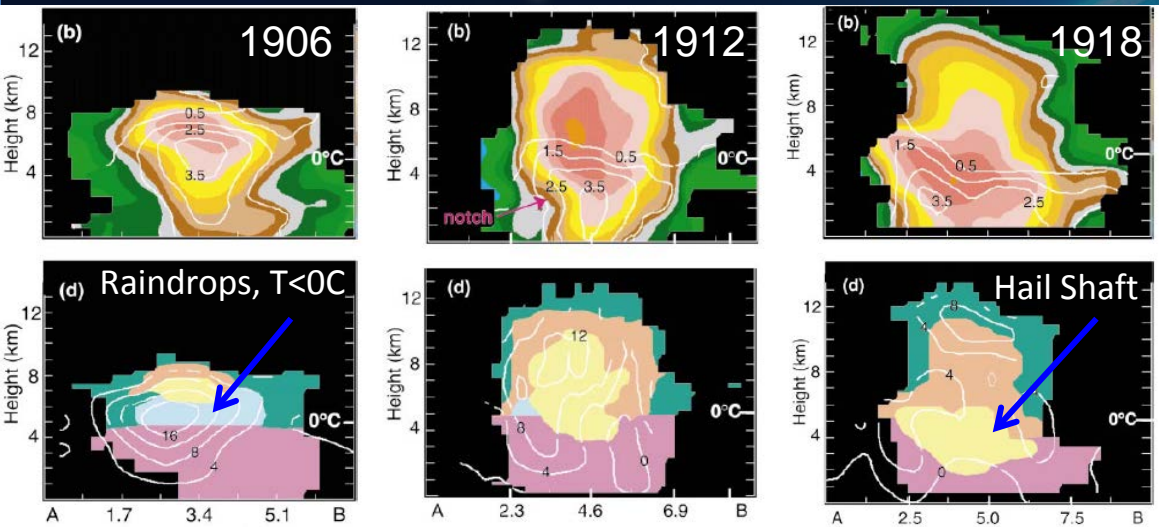 (b) 1906
12
8
4
Height (km)
0.5
2.5
3.5
0°C
(b) 1912
12
8
4
Height (km)
1.5
0.5
2.5
3.5
0°C
notch
(b) 1918
12
8
4
Height (km)
1.5
0.5
3.5
2.5
0°C
(d) Raindrops, T<0C
12
8
4
Height (km)
16
8
4
0°C
A 1.7 3.4 5.1 B
(d)
12
8
4
Height (km)
12
8
4
0
0°C
A 2.3 4.6 6.9 B
(d) Hail Shaft
12
8
4
Height (km)
8
4
4
0
0°C
A 2.5 5.0 7.5 B